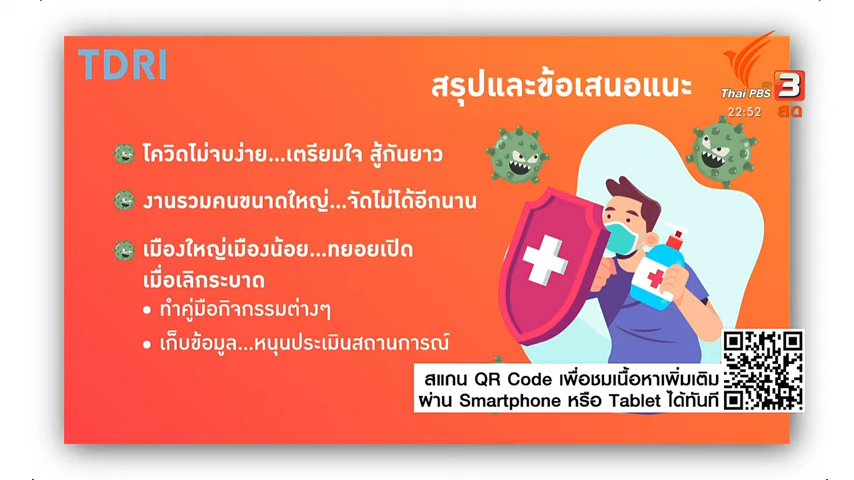 TDRI
สรุปและข้อเสนอแนะ
Thai PBS 3
22:52 สด
โควิดไม่จบง่าย...เตรียมใจ สู้กันยาว
งานรวมคนขนาดใหญ่...จัดไม่ได้อีกนาน
เมืองใหญ่เมืองน้อย...ทยอยเปิด
เมื่อเลิกระบาด
• ทำคู่มือกิจกรรมต่างๆ
• เก็บข้อมูล...หนุนประเมินสถานการณ์
สแกน QR Code เพื่อชมเนื้อหาเพิ่มเติม
ผ่าน Smartphone หรือ Tablet ได้ทันที